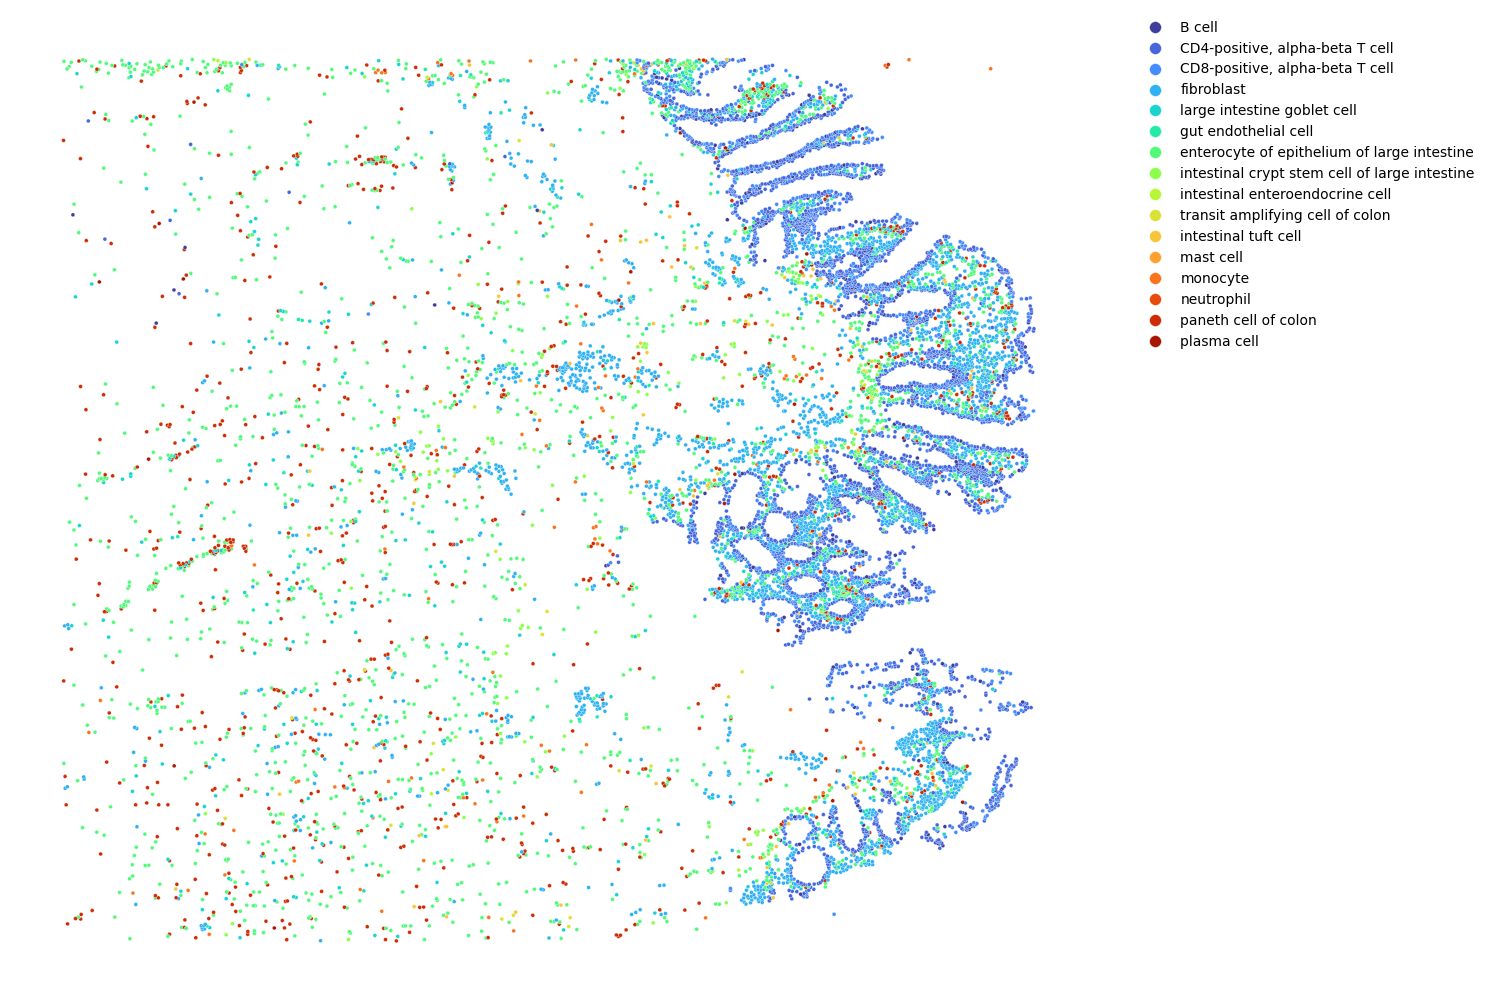 B cell
CD4-positive, alpha-beta T cell
CD8-positive, alpha-beta T cell
fibroblast
large intestine goblet cell
gut endothelial cell
enterocyte of epithelium of large intestine
intestinal crypt stem cell of large intestine
intestinal enteroendocrine cell
transit amplifying cell of colon
intestinal tuft cell
mast cell
monocyte
neutrophil
paneth cell of colon
plasma cell